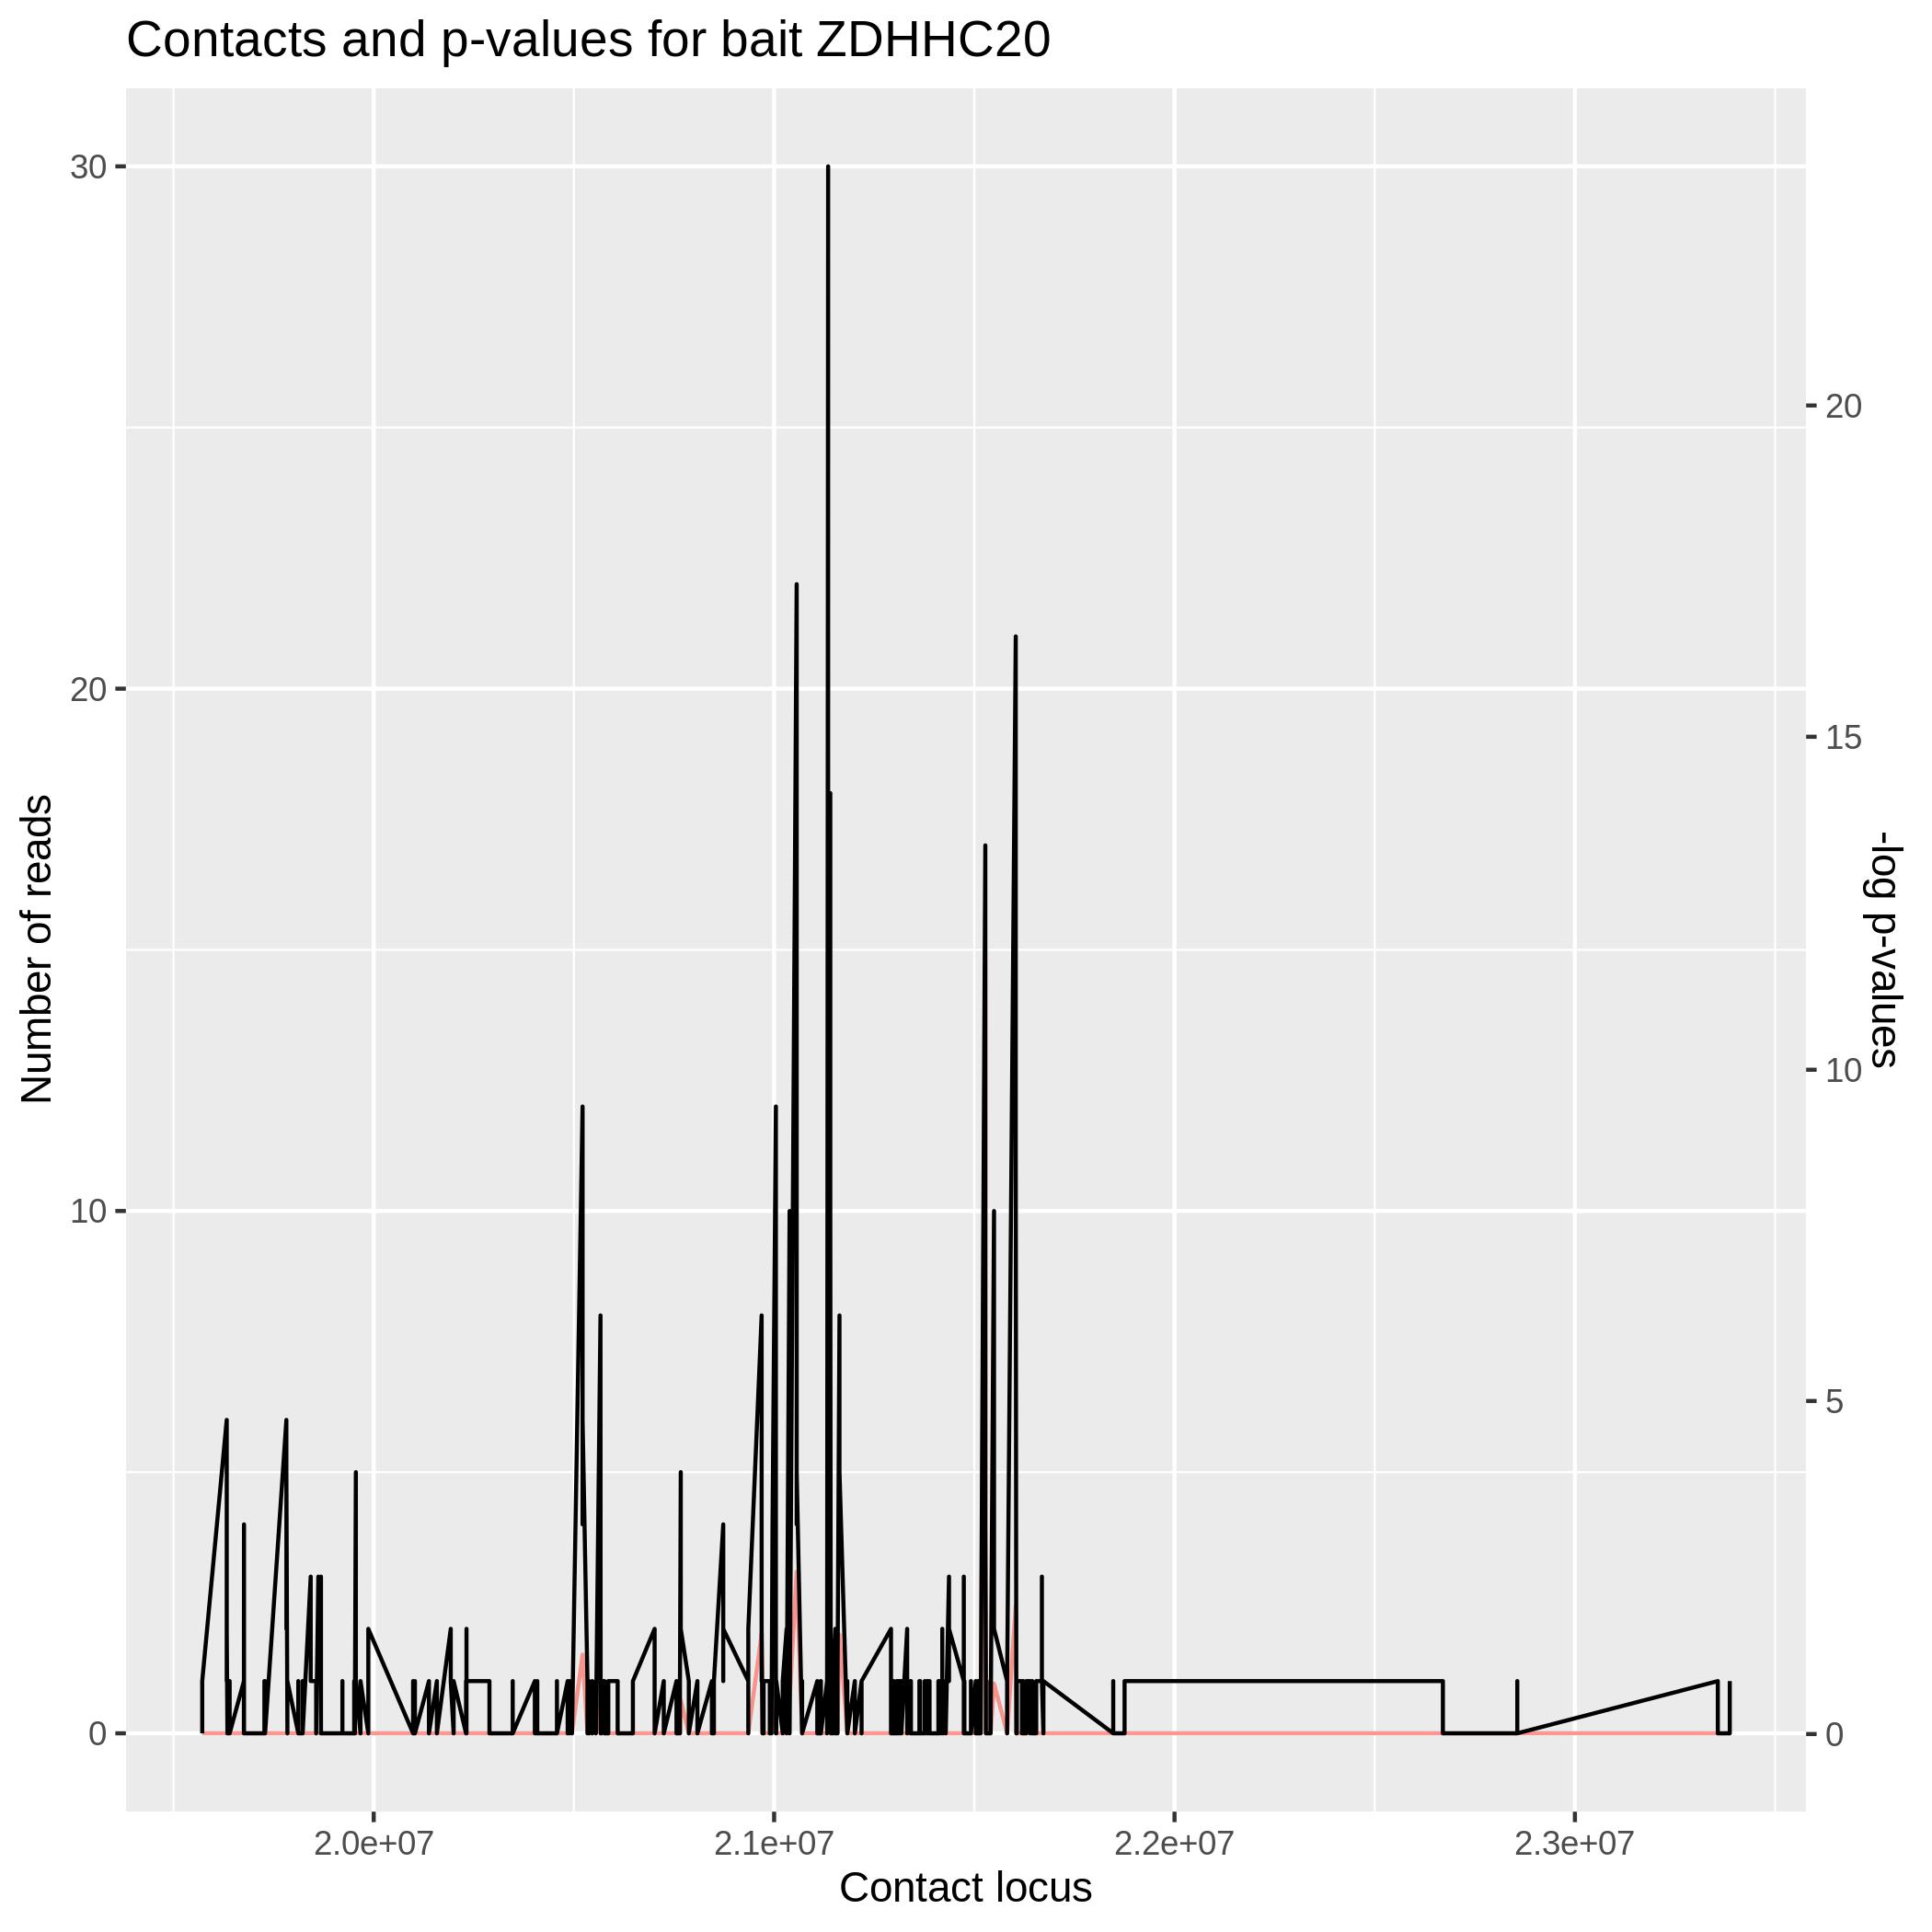 Contacts and p-values for bait ZDHHC20
30
20
10
0
Number of reads
20
15
10
5
0
-log p-values
2.0e+07
2.1e+07
2.2e+07
2.3e+07
Contact locus